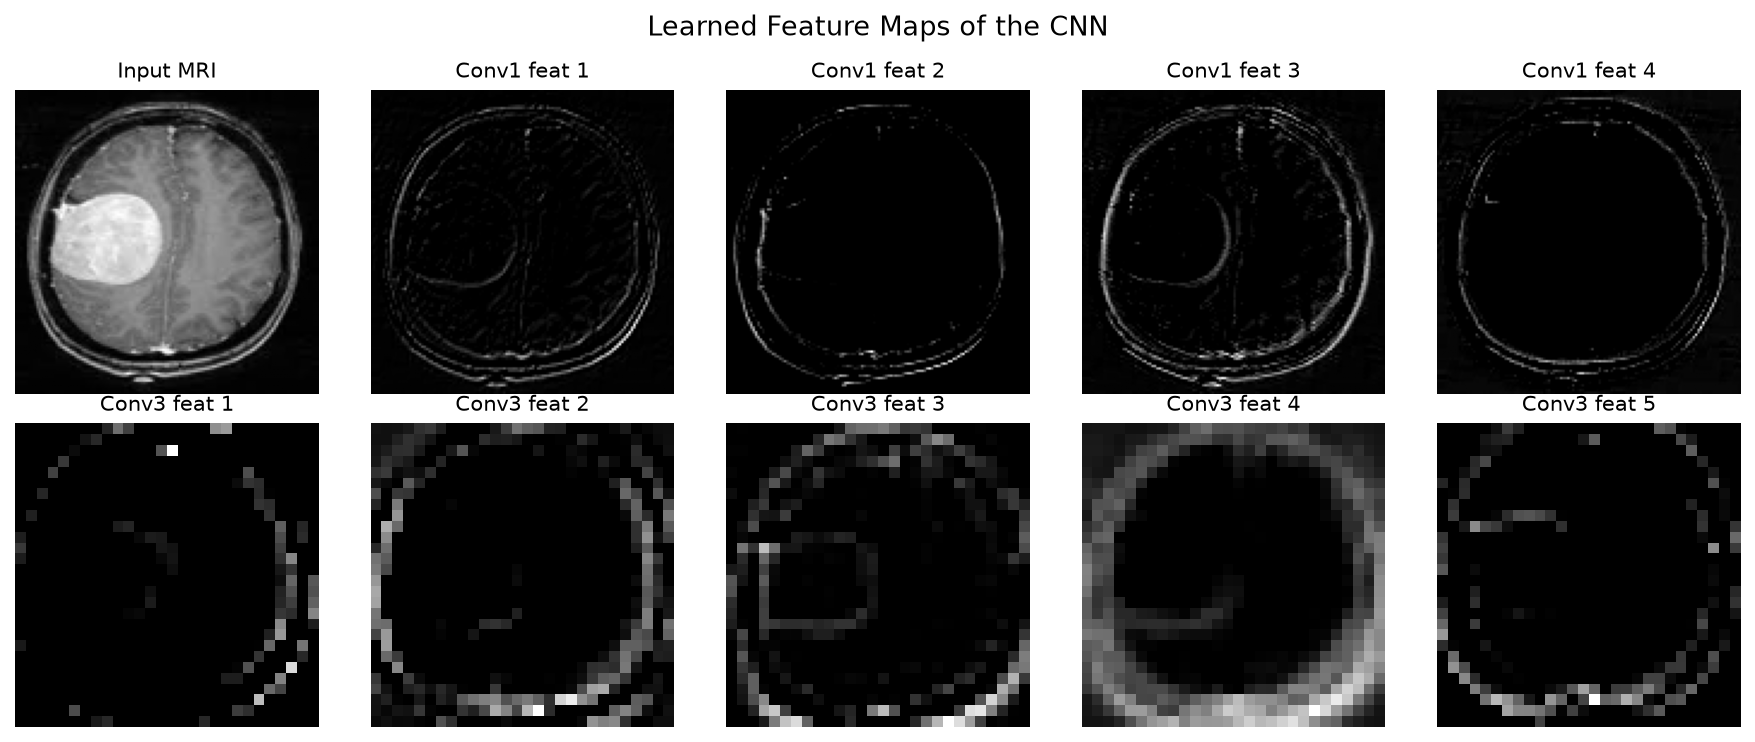 Learned Feature Maps of the CNN
Input MRI
Conv1 feat 1
Conv1 feat 2
Conv1 feat 3
Conv1 feat 4
Conv3 feat 1
Conv3 feat 2
Conv3 feat 3
Conv3 feat 4
Conv3 feat 5